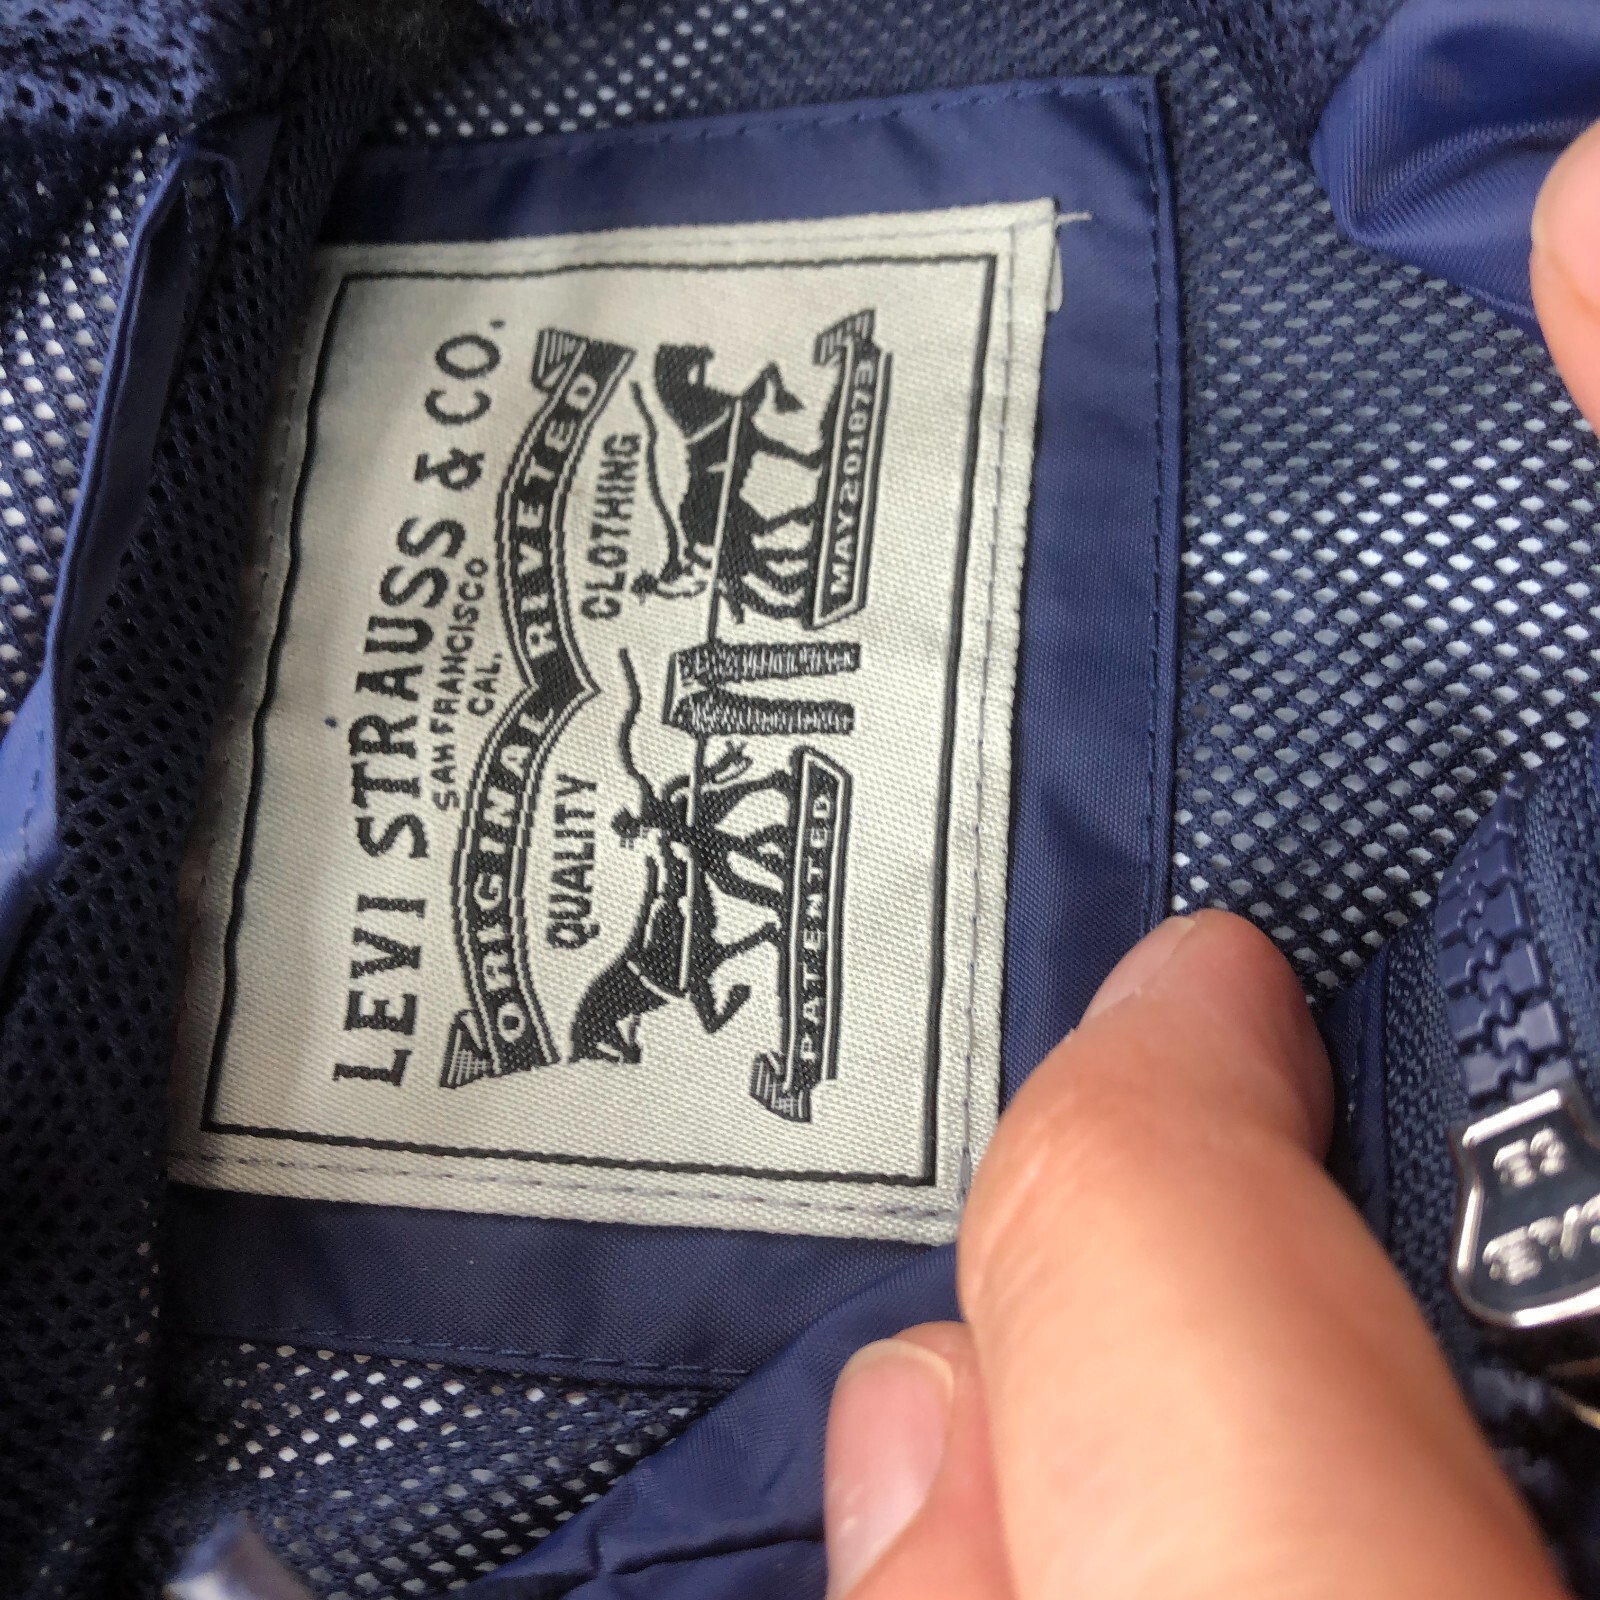 LEVI STRAUSS & CO.
SAN FRANCISCO
CAL.
ORIGINAL RIVETED
QUALITY CLOTHING
PATENTED MAY 20 1873